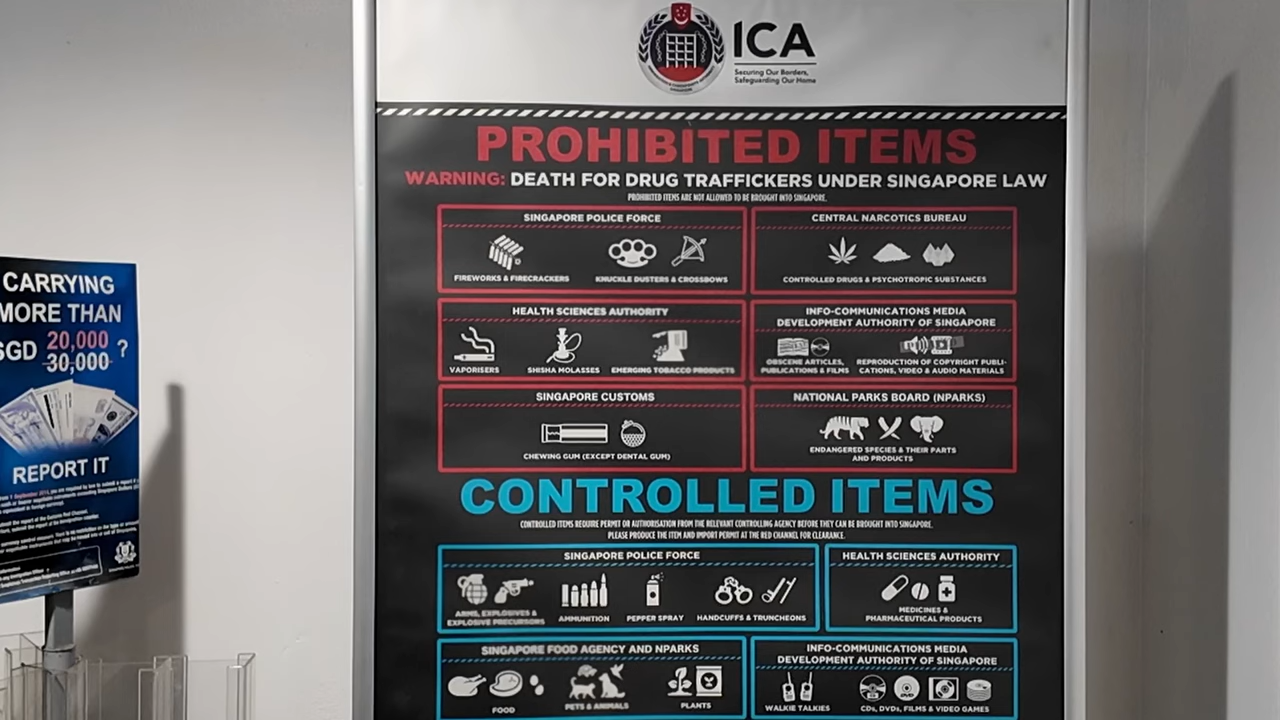 ICA
Securing Our Borders,
Safeguarding Our Home
PROHIBITED ITEMS
WARNING: DEATH FOR DRUG TRAFFICKERS UNDER SINGAPORE LAW
PROHIBITED ITEMS ARE NOT ALLOWED TO BE BROUGHT INTO SINGAPORE.
SINGAPORE POLICE FORCE
FIREWORKS & FIRECRACKERS
KNUCKLE DUSTERS & CROSSBOWS
CENTRAL NARCOTICS BUREAU
CONTROLLED DRUGS & PSYCHOTROPIC SUBSTANCES
HEALTH SCIENCES AUTHORITY
VAPORISERS
SHISHA MOLASSES
EMERGING TOBACCO PRODUCTS
INFO-COMMUNICATIONS MEDIA
DEVELOPMENT AUTHORITY OF SINGAPORE
OBSCENE ARTICLES,
PUBLICATIONS & FILMS
REPRODUCTION OF COPYRIGHT PUBLI-
CATIONS, VIDEO & AUDIO MATERIALS
SINGAPORE CUSTOMS
CHEWING GUM (EXCEPT DENTAL GUM)
NATIONAL PARKS BOARD (NPARKS)
ENDANGERED SPECIES & THEIR PARTS
AND PRODUCTS
CONTROLLED ITEMS
CONTROLLED ITEMS REQUIRE PERMIT OR AUTHORISATION FROM THE RELEVANT CONTROLLING AGENCY BEFORE THEY CAN BE BROUGHT INTO SINGAPORE.
PLEASE PRODUCE THE ITEM AND IMPORT PERMIT AT THE RED CHANNEL FOR CLEARANCE.
SINGAPORE POLICE FORCE
ARMS, EXPLOSIVES &
EXPLOSIVE PRECURSORS
AMMUNITION
PEPPER SPRAY
HANDCUFFS & TRUNCHEONS
HEALTH SCIENCES AUTHORITY
MEDICINES &
PHARMACEUTICAL PRODUCTS
SINGAPORE FOOD AGENCY AND NPARKS
FOOD
PETS & ANIMALS
PLANTS
INFO-COMMUNICATIONS MEDIA
DEVELOPMENT AUTHORITY OF SINGAPORE
WALKIE TALKIES
CDs, DVDs, FILMS & VIDEO GAMES
CARRYING
MORE THAN
SGD 20,000
30,000 ?
REPORT IT